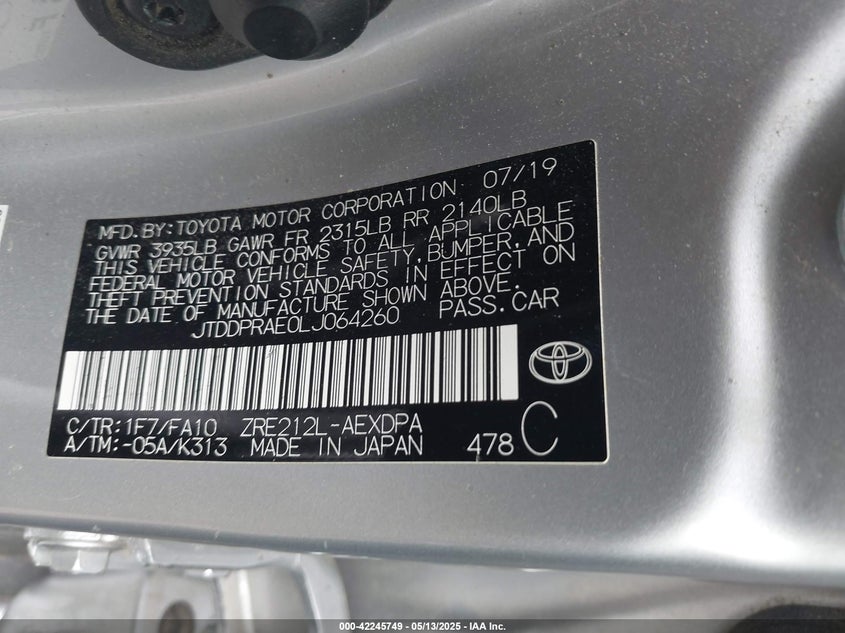 MFD.BY:TOYOTA MOTOR CORPORATION 07/19
GVWR 3935LB GAWR FR 2315LB RR 2140LB
THIS VEHICLE CONFORMS TO ALL APPLICABLE
FEDERAL MOTOR VEHICLE SAFETY,BUMPER,AND
THEFT PREVENTION STANDARDS IN EFFECT ON
THE DATE OF MANUFACTURE SHOWN ABOVE.
JTDDPRAE0LJ064260 PASS.CAR
C/TR:1F7/FA10 ZRE212L-AEXDPA
A/TM:-05A/K313 MADE IN JAPAN 478 C
000-42245749 - 05/13/2025 - IAA Inc.